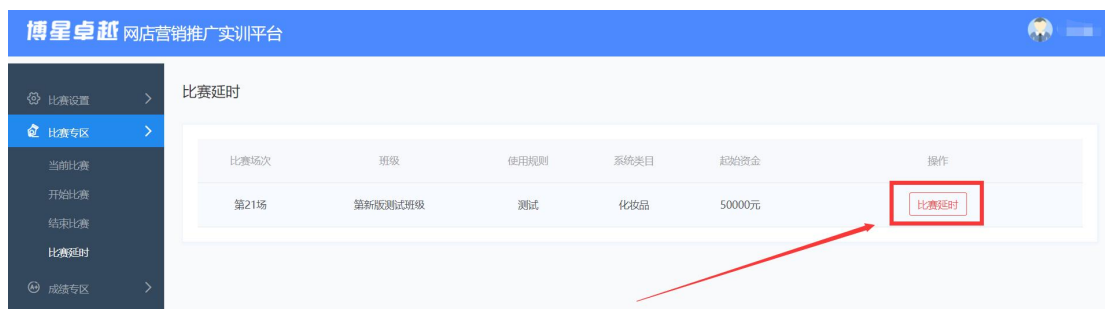 博星卓越 网店营销推广实训平台
比赛设置
比赛专区
当前比赛
开始比赛
结束比赛
比赛延时
成绩专区
比赛延时
比赛场次 班级 使用规则 系统类目 起始资金 操作
第21场 第新版测试班级 测试 化妆品 50000元 比赛延时